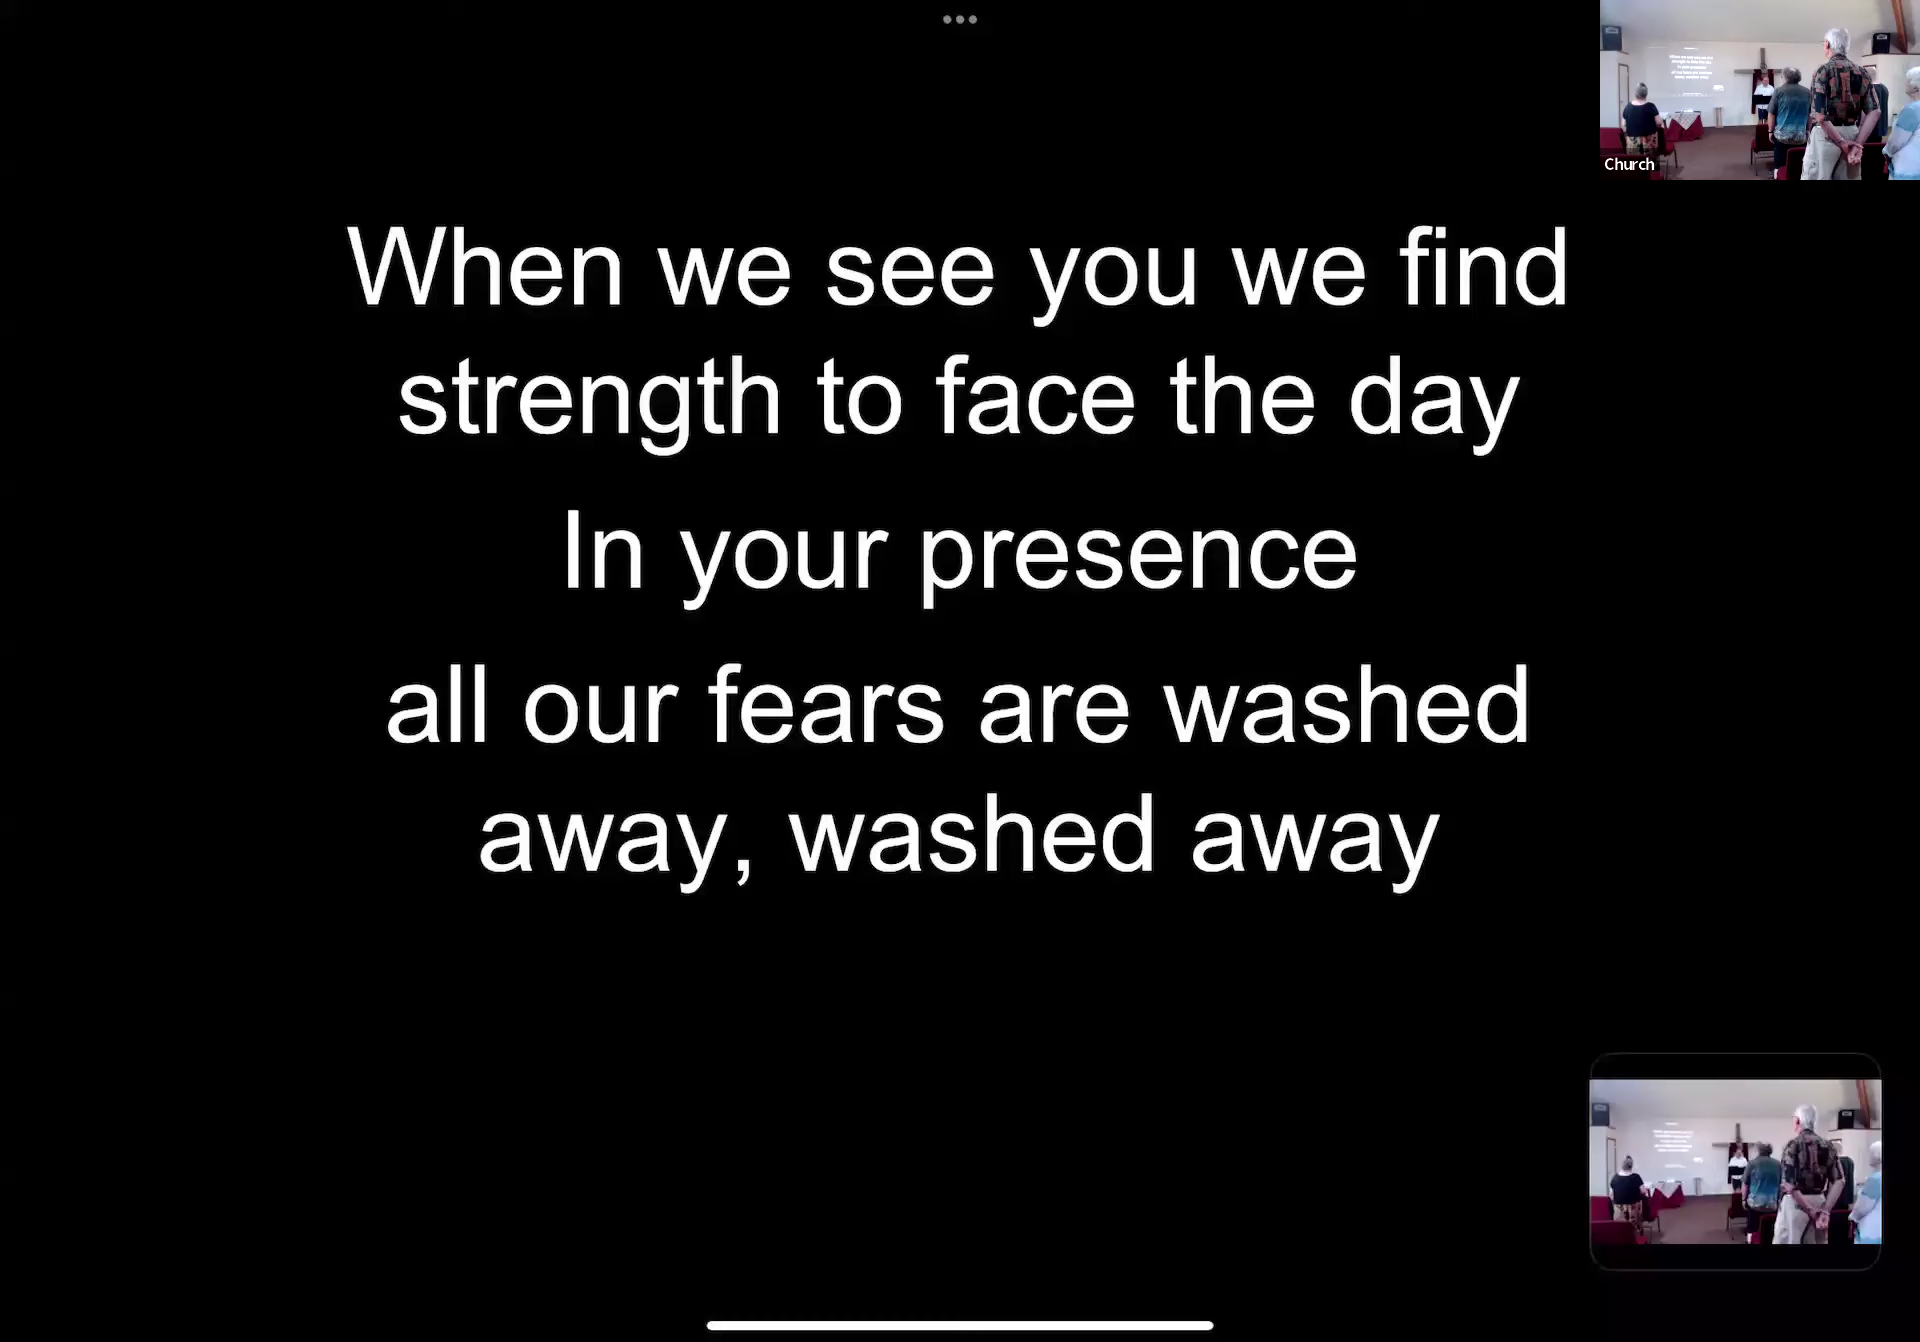 Church
When we see you we find
strength to face the day
In your presence
all our fears are washed
away, washed away